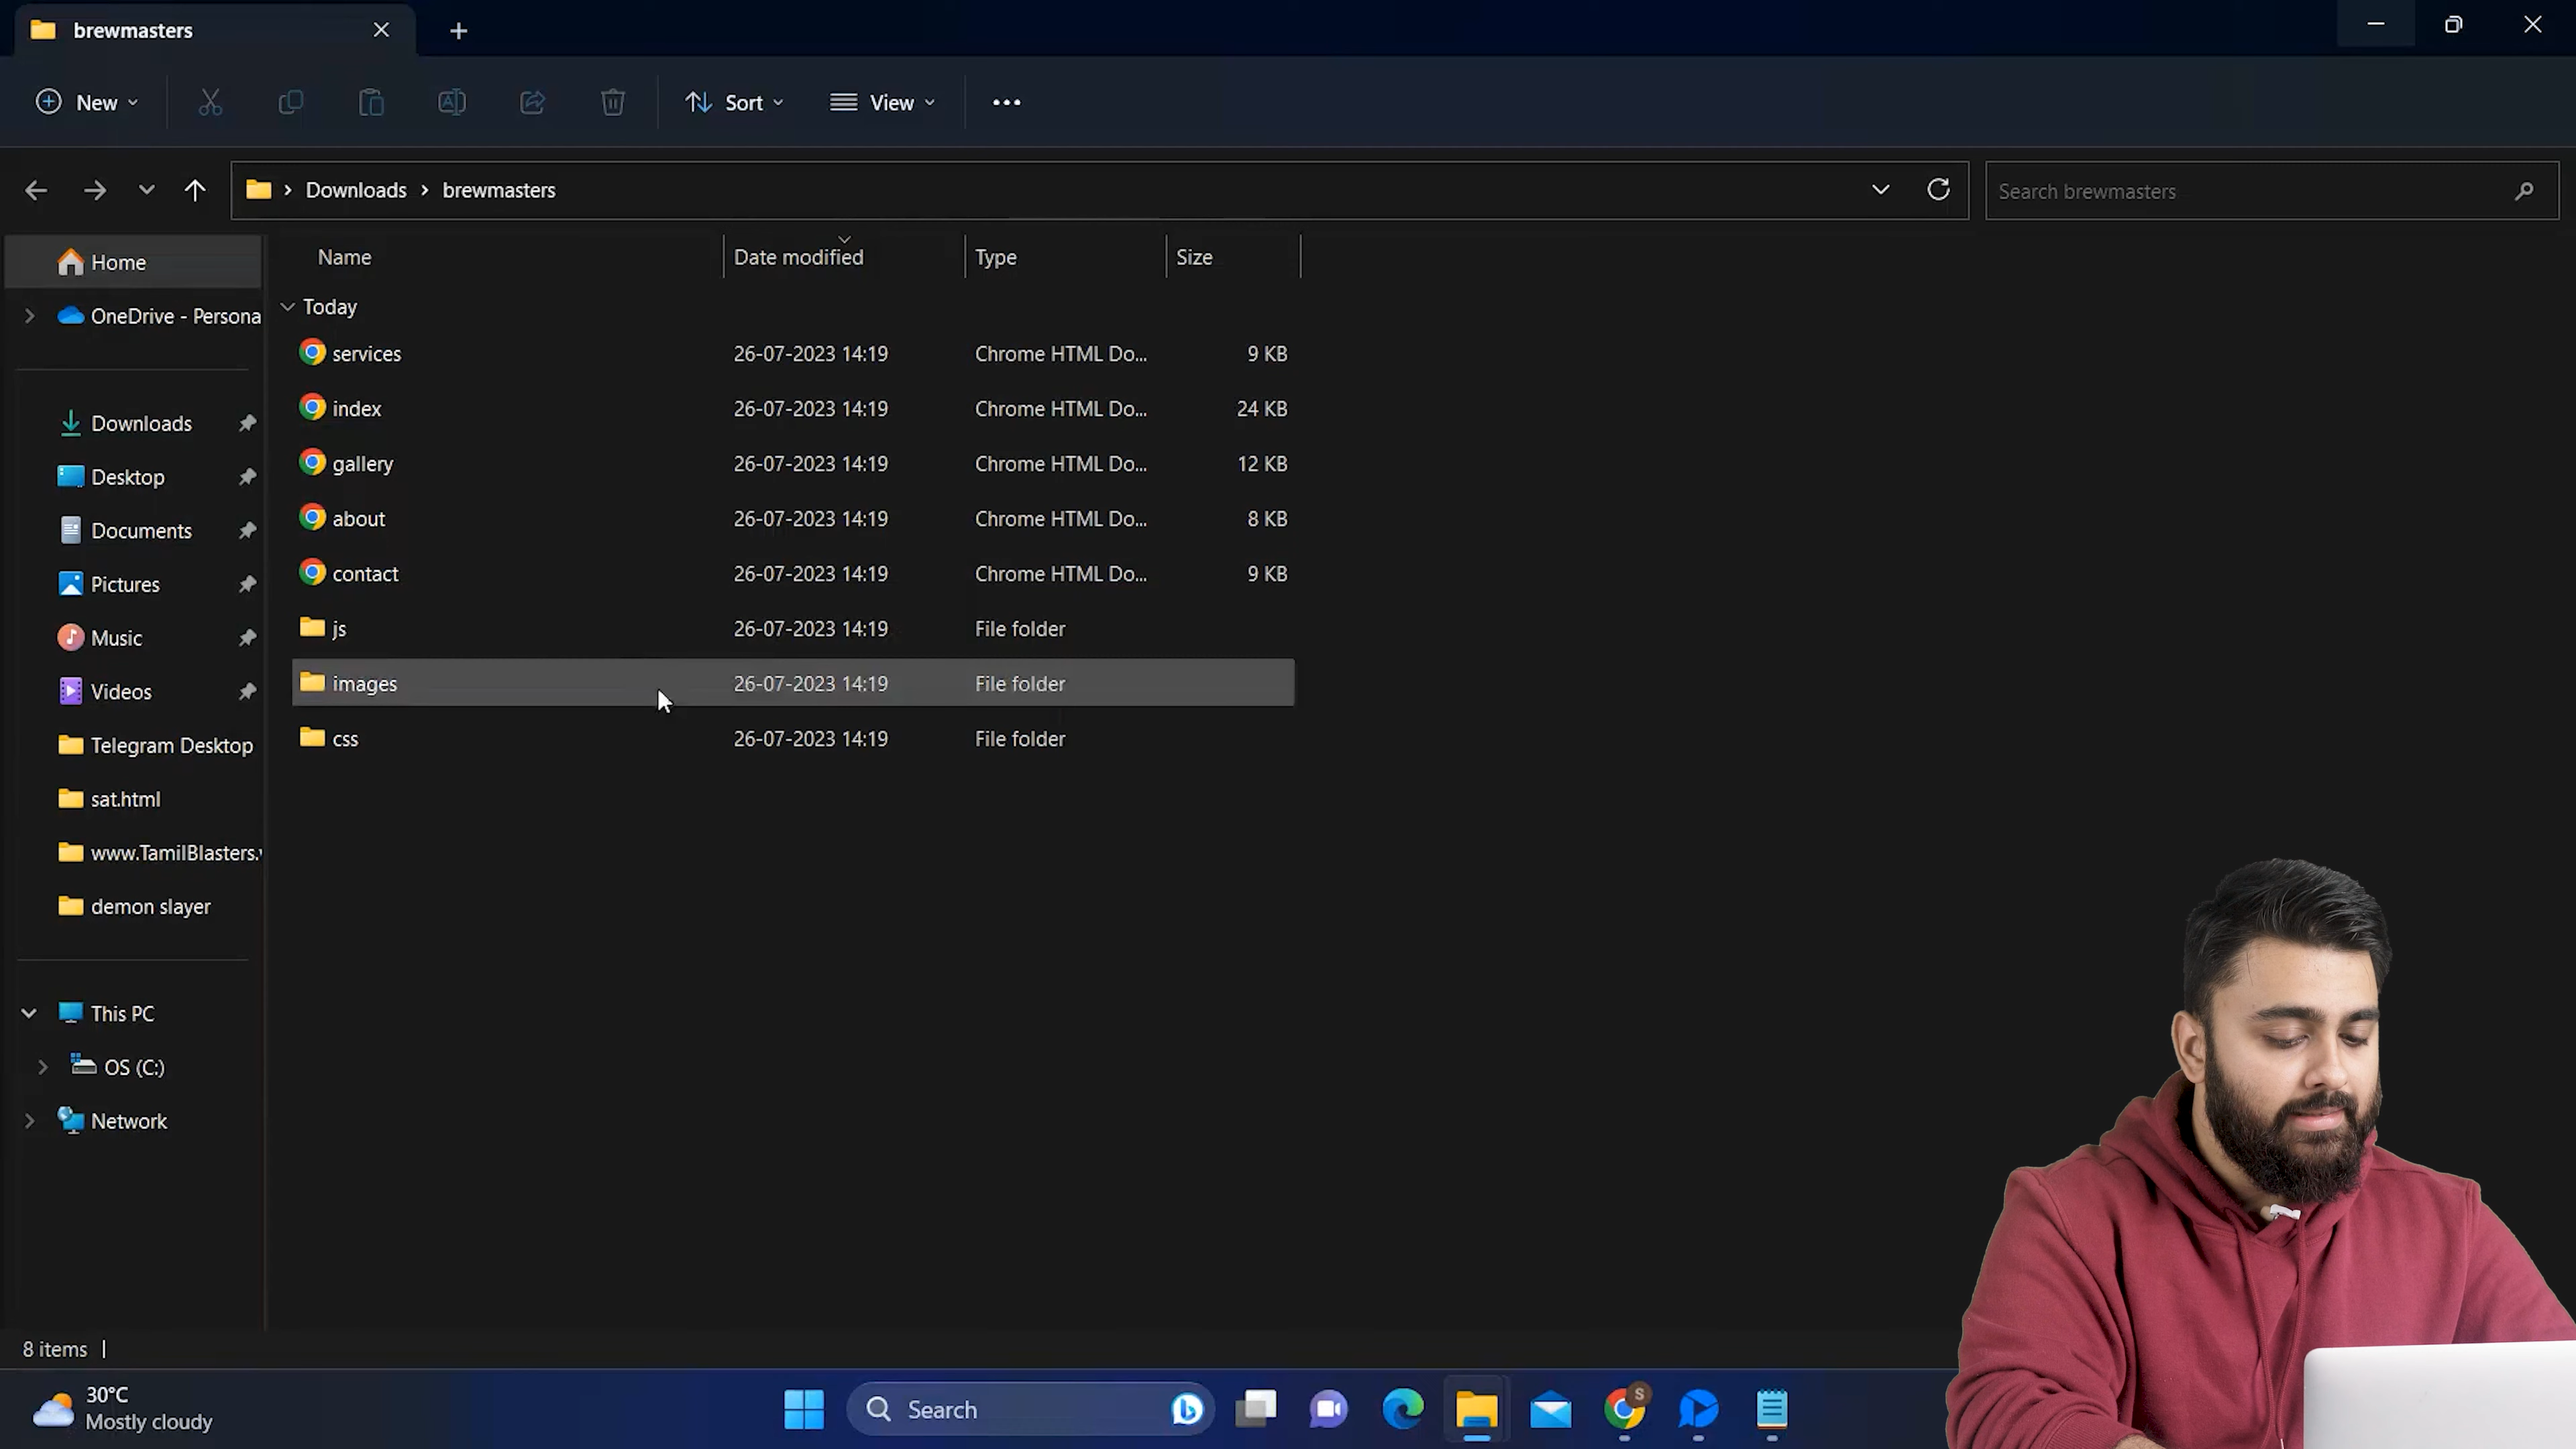 brewmasters
New
Sort
View
Downloads
brewmasters
Search brewmasters
Name Date modified Type Size
Home
OneDrive - Persona
Today
services 26-07-2023 14:19 Chrome HTML Do... 9 KB
index 26-07-2023 14:19 Chrome HTML Do... 24 KB
gallery 26-07-2023 14:19 Chrome HTML Do... 12 KB
about 26-07-2023 14:19 Chrome HTML Do... 8 KB
contact 26-07-2023 14:19 Chrome HTML Do... 9 KB
js 26-07-2023 14:19 File folder
images 26-07-2023 14:19 File folder
css 26-07-2023 14:19 File folder
Downloads
Desktop
Documents
Pictures
Music
Videos
Telegram Desktop
sat.html
www.TamilBlasters.
demon slayer
This PC
OS (C:)
Network
8 items
30°C
Mostly cloudy
Search
S